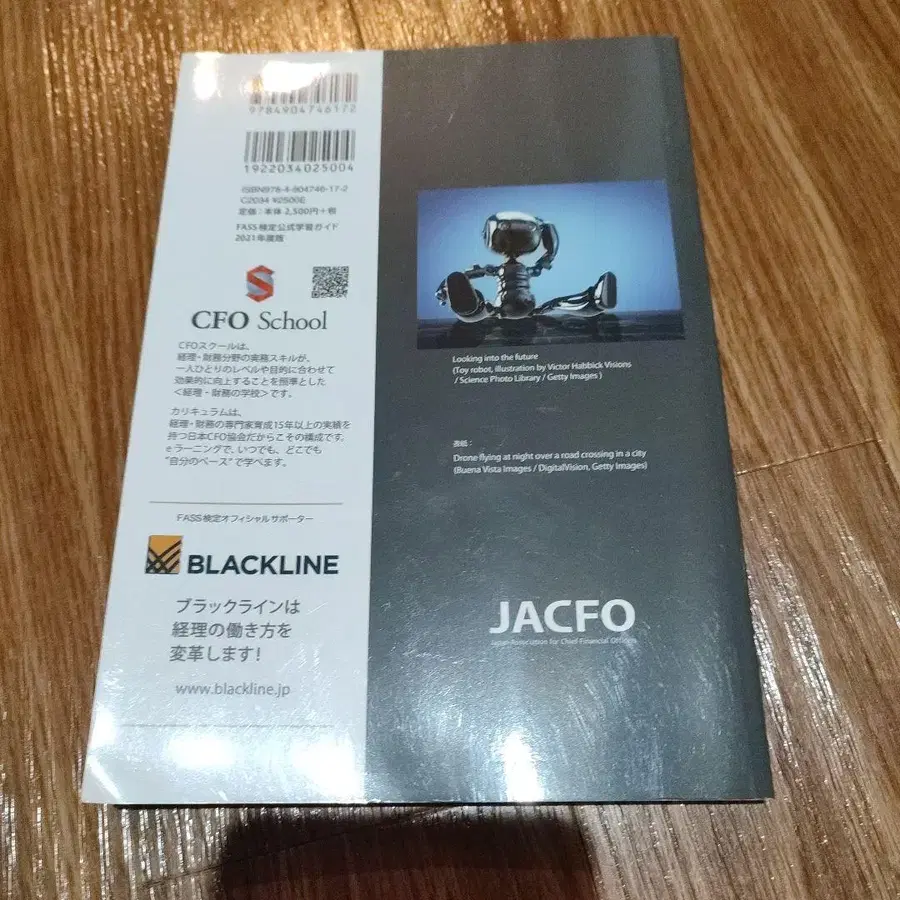 9784904746172
1922034025004
ISBN978-4-904746-17-2
C2034 ¥2500E
定価：本体 2,500円+税
FASS検定公式学習ガイド
2021年度版
CFO School
CFOスクールは、
経理・財務分野の実務スキルが、
一人ひとりのレベルや目的に合わせて
効果的に向上することを標準とした
＜経理・財務の学校＞です。
カリキュラムは、
経理・財務の専門家育成15年以上の実績を
持つ日本CFO協会だからこその構成です。
eラーニングで、いつでも、どこでも
“自分のペース”で学べます。
FASS検定オフィシャルサポーター
BLACKLINE
ブラックラインは
経理の働き方を
変革します！
www.blackline.jp
Looking into the future
(Toy robot, illustration by Victor Habbick Visions
/ Science Photo Library / Getty Images )
表紙：
Drone flying at night over a road crossing in a city
(Buena Vista Images / DigitalVision, Getty Images)
JACFO
Japan Association for Chief Financial Officers